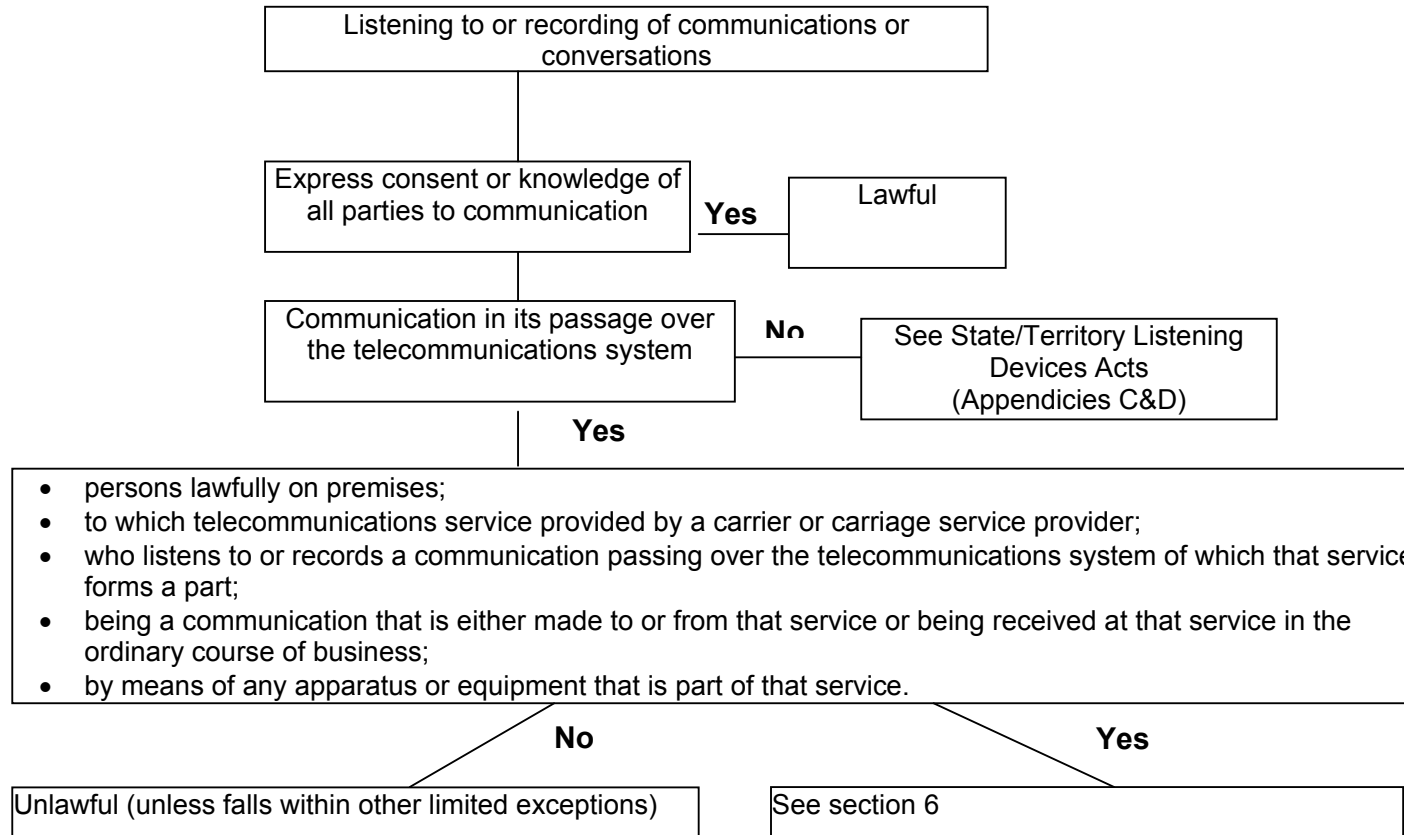 Listening to or recording of communications or
conversations
Express consent or knowledge of
all parties to communication
Yes
Lawful
Communication in its passage over
the telecommunications system
No
See State/Territory Listening
Devices Acts
(Appendicies C&D)
Yes
• persons lawfully on premises;
• to which telecommunications service provided by a carrier or carriage service provider;
• who listens to or records a communication passing over the telecommunications system of which that service
forms a part;
• being a communication that is either made to or from that service or being received at that service in the
ordinary course of business;
• by means of any apparatus or equipment that is part of that service.
No
Yes
Unlawful (unless falls within other limited exceptions)
See section 6